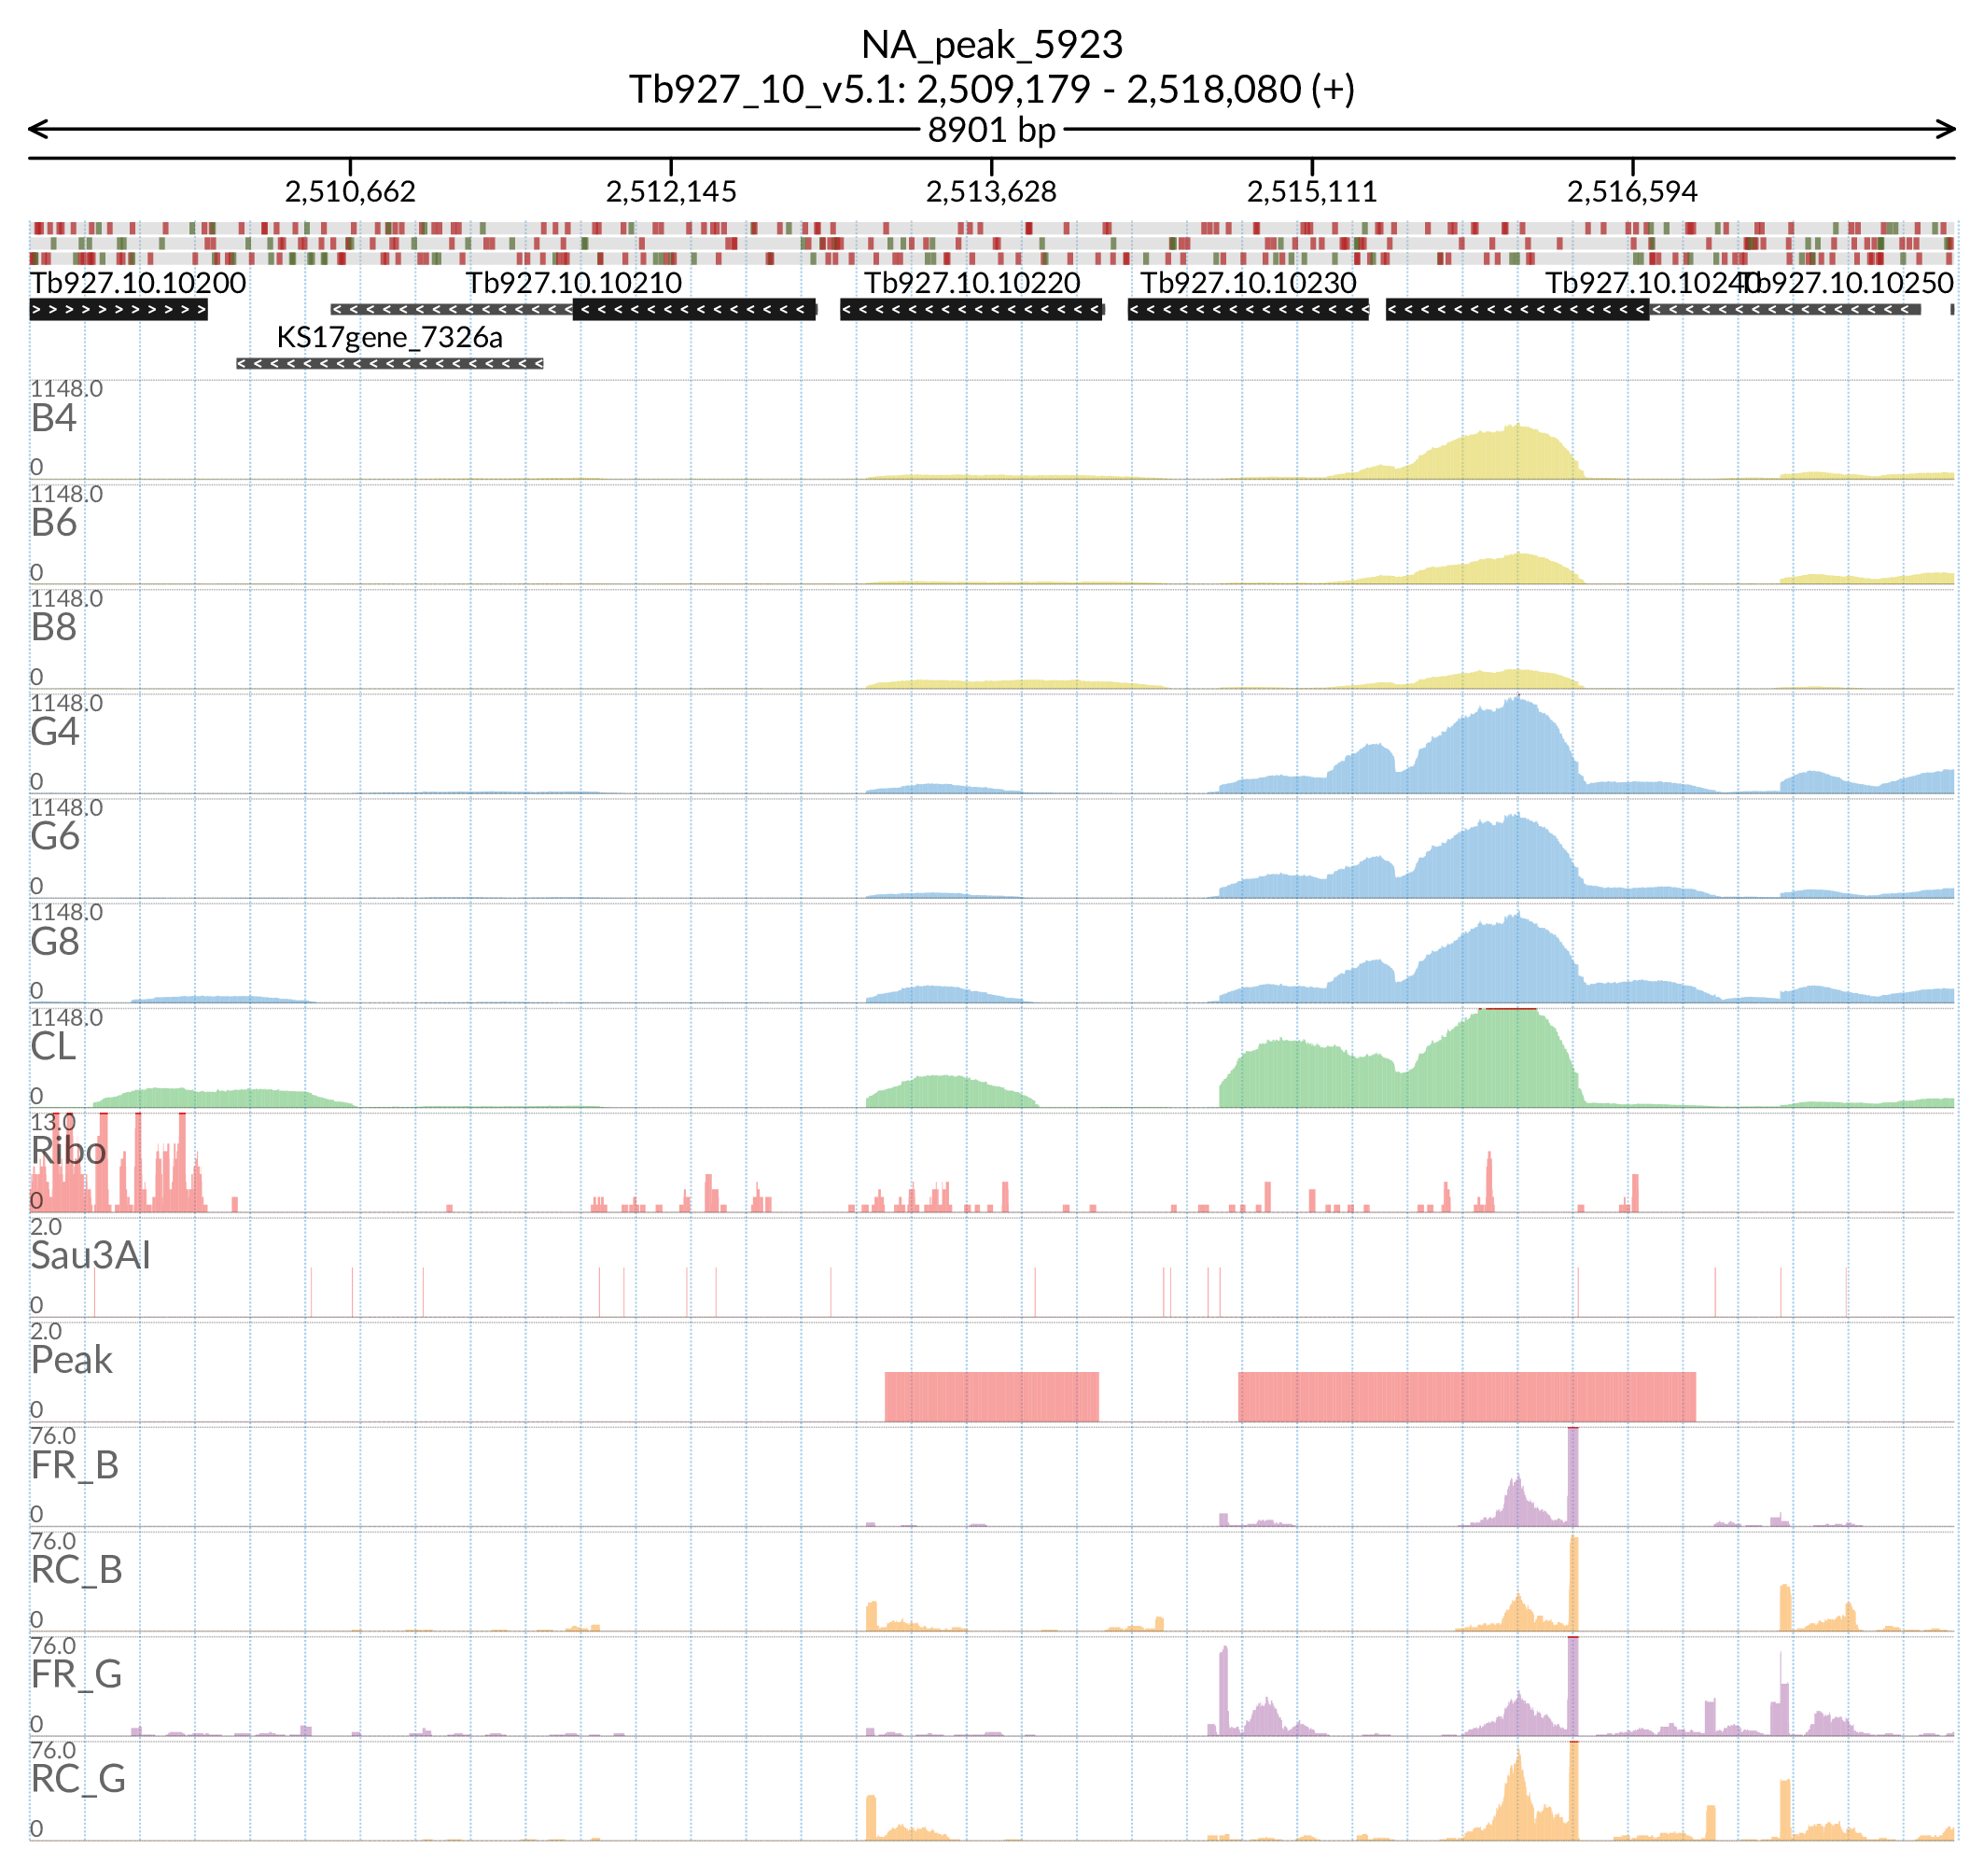 NA_peak_5923
Tb927_10_v5.1: 2,509,179 - 2,518,080 (+)
8901 bp
2,510,662 2,512,145 2,513,628 2,515,111 2,516,594
Tb927.10.10200 Tb927.10.10210 Tb927.10.10220 Tb927.10.10230 Tb927.10.10240 Tb927.10.10250
KS17gene_7326a
1148.0
B4
0
1148.0
B6
0
1148.0
B8
0
1148.0
G4
0
1148.0
G6
0
1148.0
G8
0
1148.0
CL
0
13.0
Ribo
0
2.0
Sau3AI
0
2.0
Peak
0
76.0
FR_B
0
76.0
RC_B
0
76.0
FR_G
0
76.0
RC_G
0